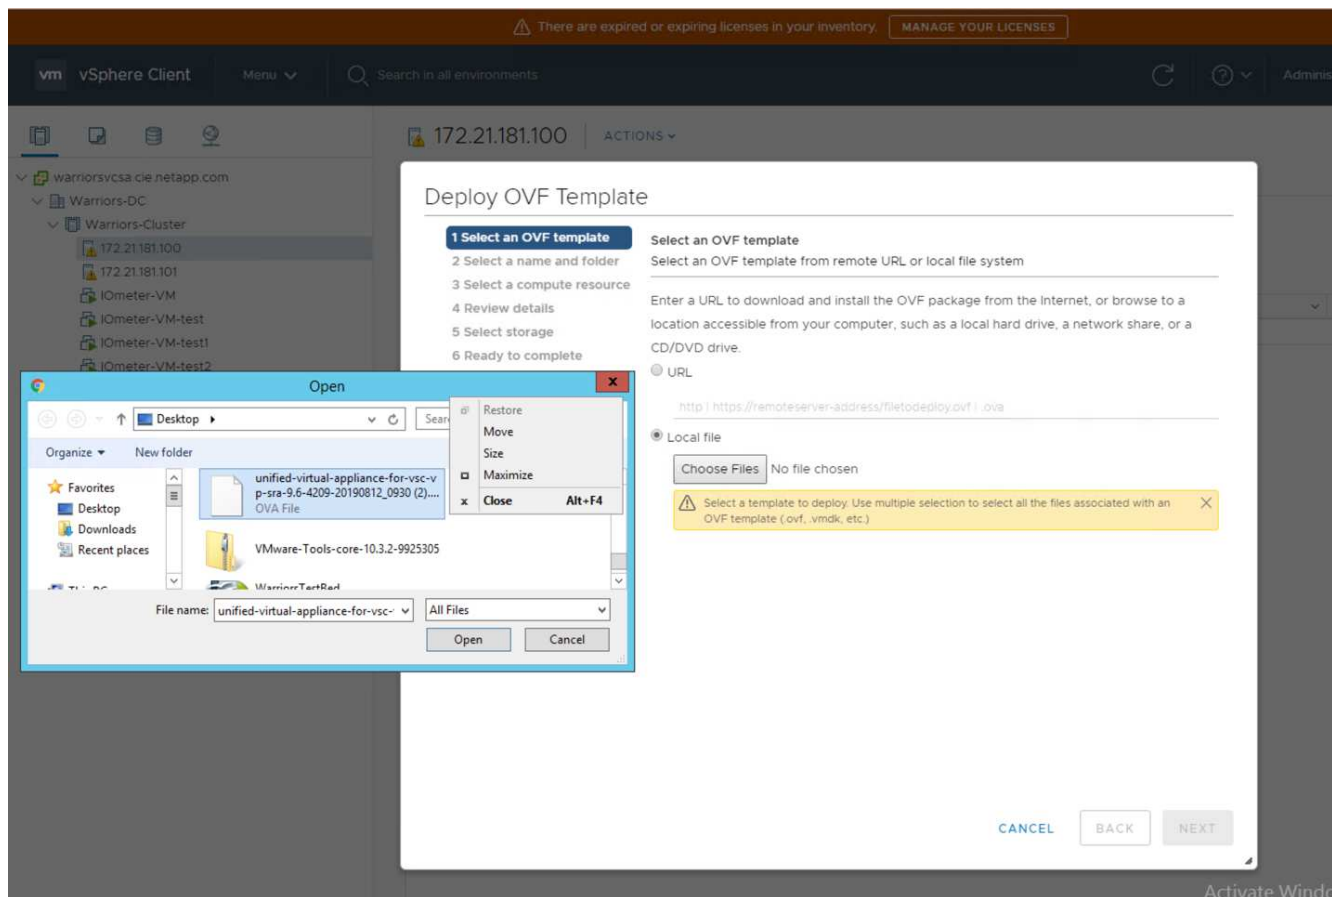 There are expired or expiring licenses in your inventory. MANAGE YOUR LICENSES
vm vSphere Client Menu Search in all environments Adminis
172.21.181.100 ACTIONS
warriorsvcsa.cie.netapp.com
Warriors-DC
Warriors-Cluster
172.21.181.100
172.21.181.101
IOmeter-VM
IOmeter-VM-test
IOmeter-VM-test1
IOmeter-VM-test2
Deploy OVF Template
1 Select an OVF template
2 Select a name and folder
3 Select a compute resource
4 Review details
5 Select storage
6 Ready to complete
Select an OVF template
Select an OVF template from remote URL or local file system
Enter a URL to download and install the OVF package from the Internet, or browse to a
location accessible from your computer, such as a local hard drive, a network share, or a
CD/DVD drive.
URL
http | https://remoteserver-address/filetodeploy.ovf | .ova
Local file
Choose Files No file chosen
Select a template to deploy. Use multiple selection to select all the files associated with an
OVF template (.ovf, .vmdk, etc.)
CANCEL BACK NEXT
Open x
Desktop Sear
Organize New folder
Favorites
Desktop
Downloads
Recent places
unified-virtual-appliance-for-vsc-v
p-sra-9.6-4209-20190812_0930 (2)....
OVA File
VMware-Tools-core-10.3.2-9925305
WarriorsTestBed
Restore
Move
Size
Maximize
x Close Alt+F4
File name: unified-virtual-appliance-for-vsc- All Files
Open Cancel
Activate Windo